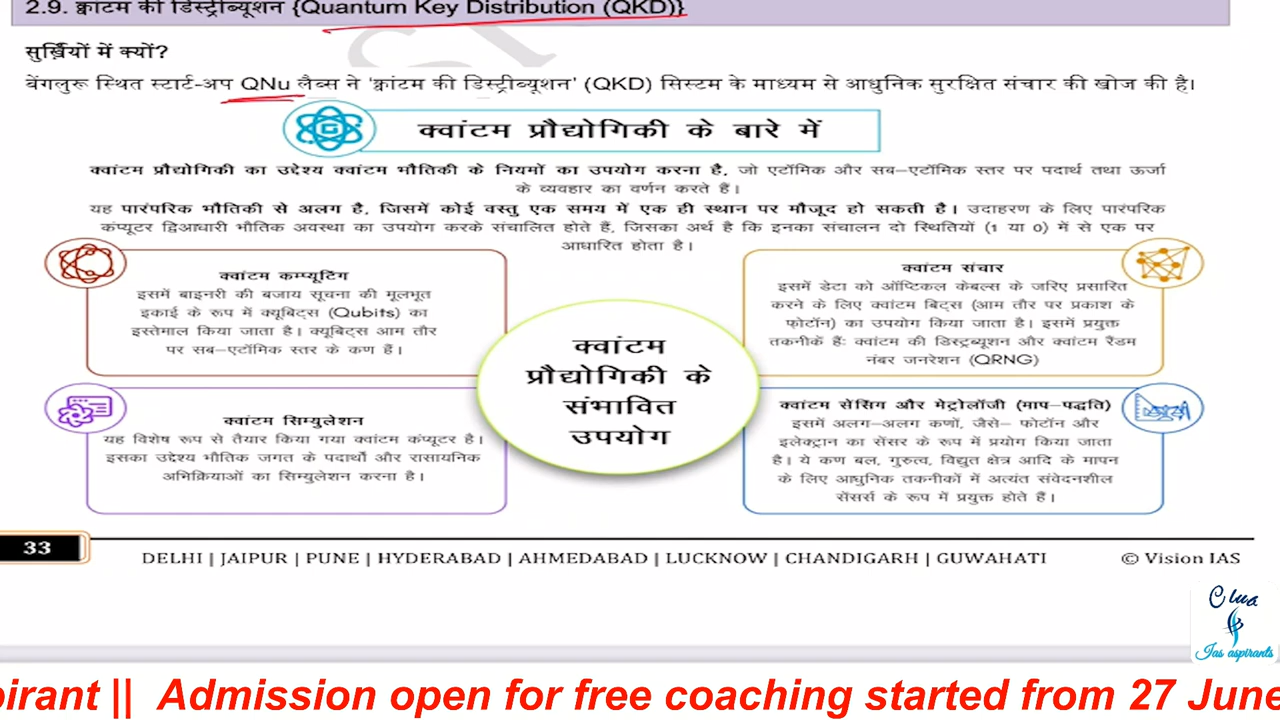 2.9. क्वांटम की डिस्ट्रीब्यूशन {Quantum Key Distribution (QKD)}
सुर्ख़ियों में क्यों?
बेंगलुरू स्थित स्टार्ट-अप QNu लैब्स ने 'क्वांटम की डिस्ट्रीब्यूशन' (QKD) सिस्टम के माध्यम से आधुनिक सुरक्षित संचार की खोज की है।
क्वांटम प्रौद्योगिकी के बारे में
क्वांटम प्रौद्योगिकी का उद्देश्य क्वांटम भौतिकी के नियमों का उपयोग करना है, जो एटॉमिक और सब-एटॉमिक स्तर पर पदार्थ तथा ऊर्जा
के व्यवहार का वर्णन करते हैं।
यह पारंपरिक भौतिकी से अलग है, जिसमें कोई वस्तु एक समय में एक ही स्थान पर मौजूद हो सकती है। उदाहरण के लिए पारंपरिक
कंप्यूटर द्विआधारी भौतिक अवस्था का उपयोग करके संचालित होते हैं, जिसका अर्थ है कि इनका संचालन दो स्थितियों (1 या 0) में से एक पर
आधारित होता है।
क्वांटम कम्प्यूटिंग
इसमें बाइनरी की बजाय सूचना की मूलभूत
इकाई के रूप में क्यूबिट्स (Qubits) का
इस्तेमाल किया जाता है। क्यूबिट्स आम तौर
पर सब-एटॉमिक स्तर के कण हैं।
क्वांटम संचार
इसमें डेटा को ऑप्टिकल केबल्स के जरिए प्रसारित
करने के लिए क्वांटम बिट्स (आम तौर पर प्रकाश के
फ़ोटॉन) का उपयोग किया जाता है। इसमें प्रयुक्त
तकनीकें हैंः क्वांटम की डिस्ट्रब्यूशन और क्वांटम रैंडम
नंबर जनरेशन (QRNG)
क्वांटम प्रौद्योगिकी के संभावित उपयोग
क्वांटम सिम्युलेशन
यह विशेष रूप से तैयार किया गया क्वांटम कंप्यूटर है।
इसका उद्देश्य भौतिक जगत के पदार्थों और रासायनिक
अभिक्रियाओं का सिम्युलेशन करना है।
क्वांटम सेंसिंग और मेट्रोलॉजी (माप-पद्धति)
इसमें अलग-अलग कणों, जैसे- फोटॉन और
इलेक्ट्रान का सेंसर के रूप में प्रयोग किया जाता
है। ये कण बल, गुरुत्व, विद्युत क्षेत्र आदि के मापन
के लिए आधुनिक तकनीकों में अत्यंत संवेदनशील
सेंसर्स के रूप में प्रयुक्त होते हैं।
33
DELHI | JAIPUR | PUNE | HYDERABAD | AHMEDABAD | LUCKNOW | CHANDIGARH | GUWAHATI
© Vision IAS
Ias aspirants
pirant || Admission open for free coaching started from 27 June